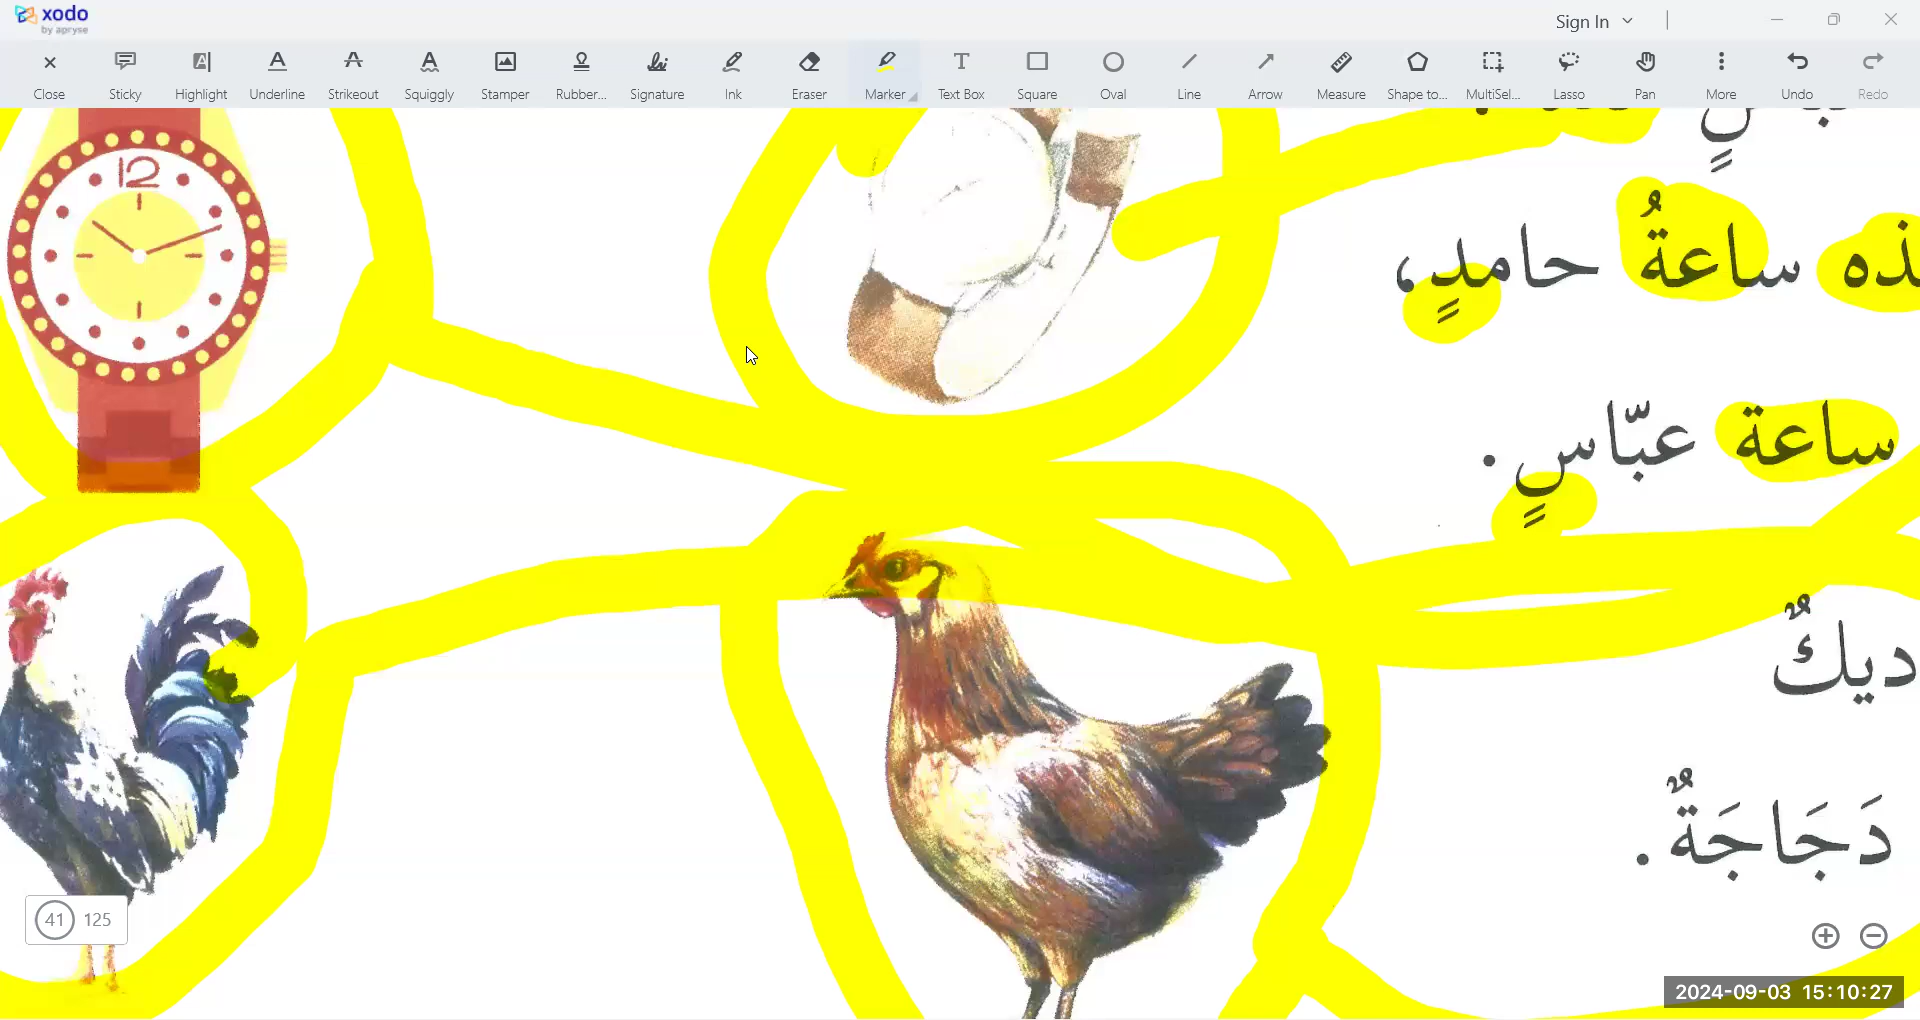 xodo
by apryse
Sign In
Close Sticky Highlight Underline Strikeout Squiggly Stamper Rubber... Signature Ink Eraser Marker Text Box Square Oval Line Arrow Measure Shape to... MultiSel... Lasso Pan More Undo Redo
12
ساعةُ حامدٍ،
ساعة عبّاسٍ.
ديكٌ
دَجَاجَةٌ.
41 125
2024-09-03 15:10:27